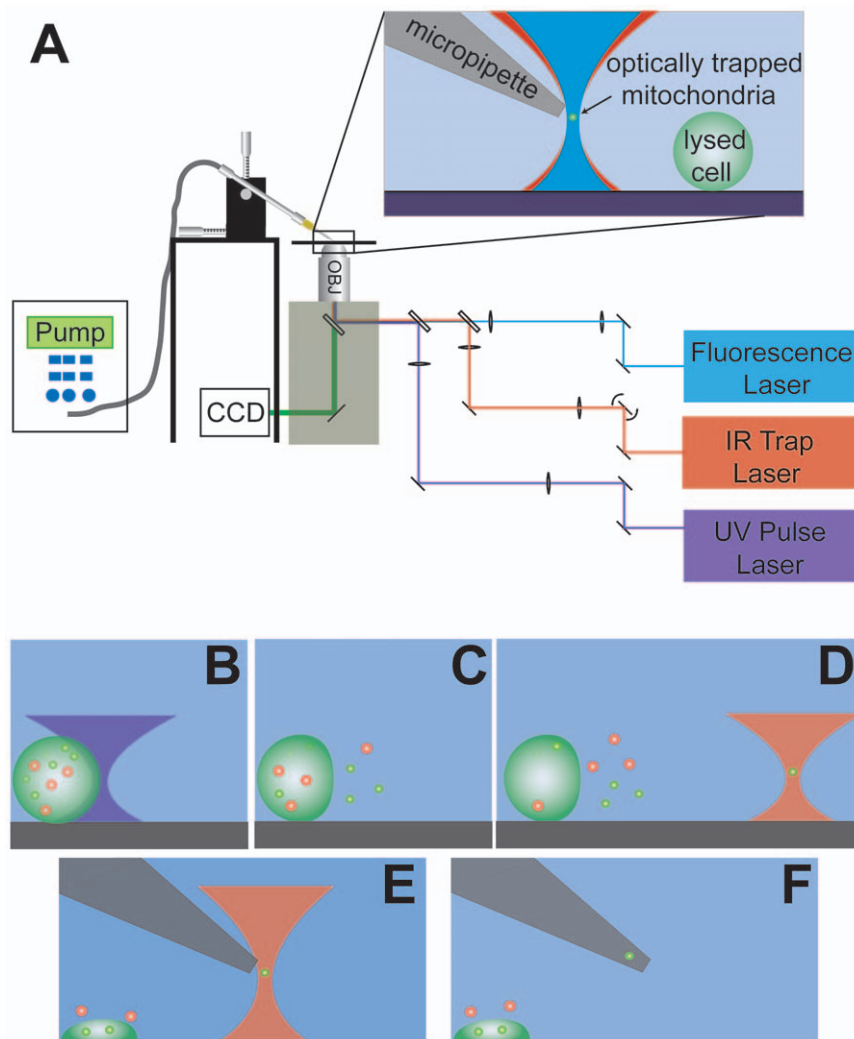 A
micropipette
optically trapped
mitochondria
lysed
cell
OBJ
Pump
CCD
Fluorescence
Laser
IR Trap
Laser
UV Pulse
Laser
B
C
D
E
F